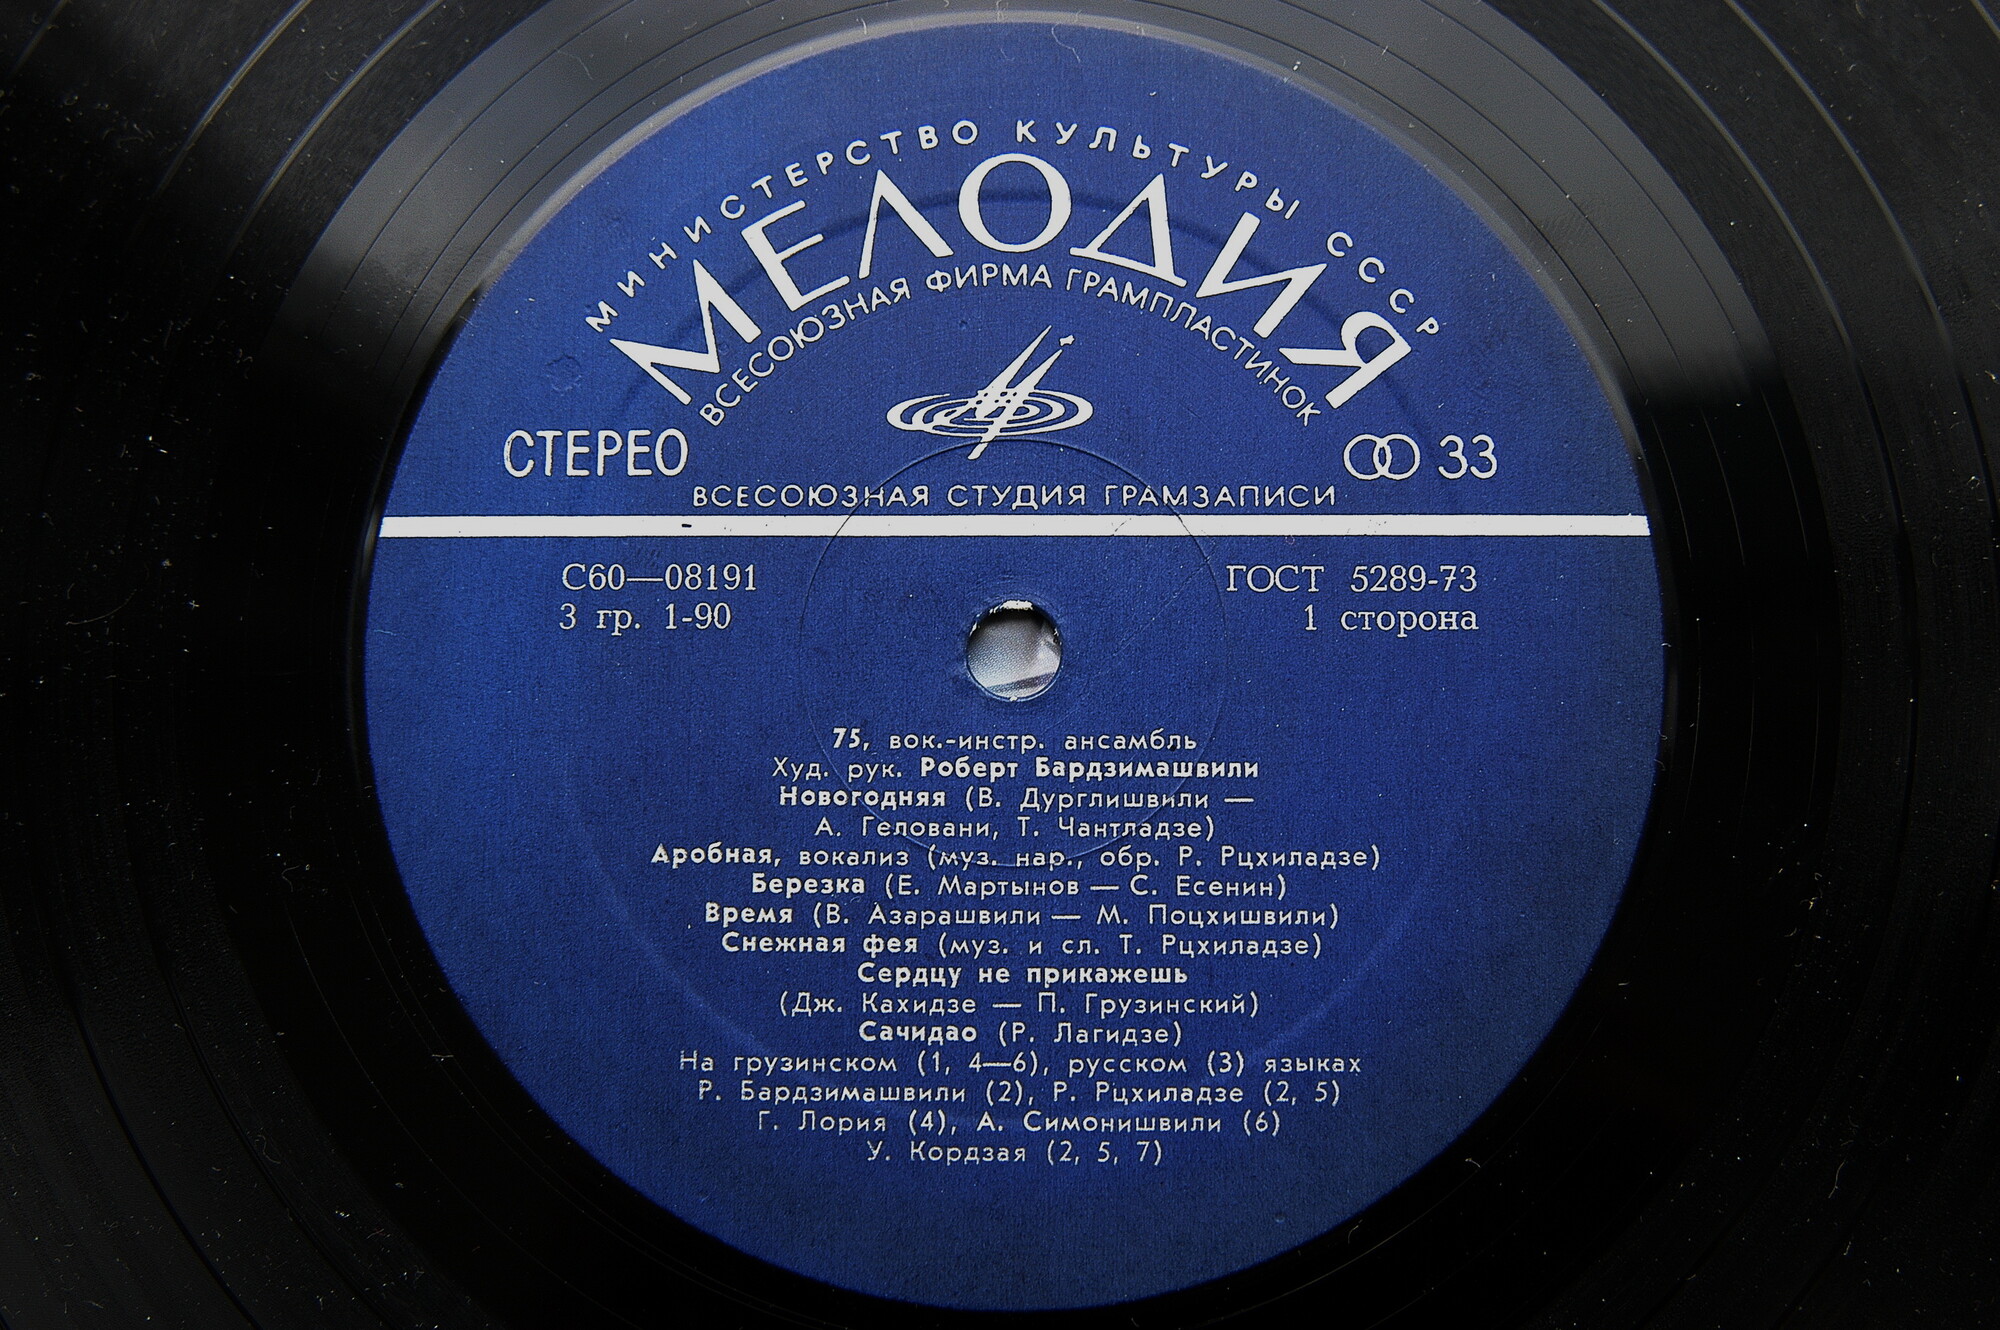 МИНИСТЕРСТВО КУЛЬТУРЫ СССР
МЕЛОДИЯ
ВСЕСОЮЗНАЯ ФИРМА ГРАМПЛАСТИНОК
СТЕРЕО
33
ВСЕСОЮЗНАЯ СТУДИЯ ГРАМЗАПИСИ
С60—08191
ГОСТ 5289-73
3 гр. 1-90
1 сторона
75, вок.-инстр. ансамбль
Худ. рук. Роберт Бардзимашвили
Новогодняя (В. Дурглишвили —
А. Геловани, Т. Чантладзе)
Аробная, вокализ (муз. нар., обр. Р. Рцхиладзе)
Березка (Е. Мартынов — С. Есенин)
Время (В. Азарашвили — М. Поцхишвили)
Снежная фея (муз. и сл. Т. Рцхиладзе)
Сердцу не прикажешь
(Дж. Кахидзе — П. Грузинский)
Сачидао (Р. Лагидзе)
На грузинском (1, 4—6), русском (3) языках
Р. Бардзимашвили (2), Р. Рцхиладзе (2, 5)
Г. Лория (4), А. Симонишвили (6)
У. Кордзая (2, 5, 7)